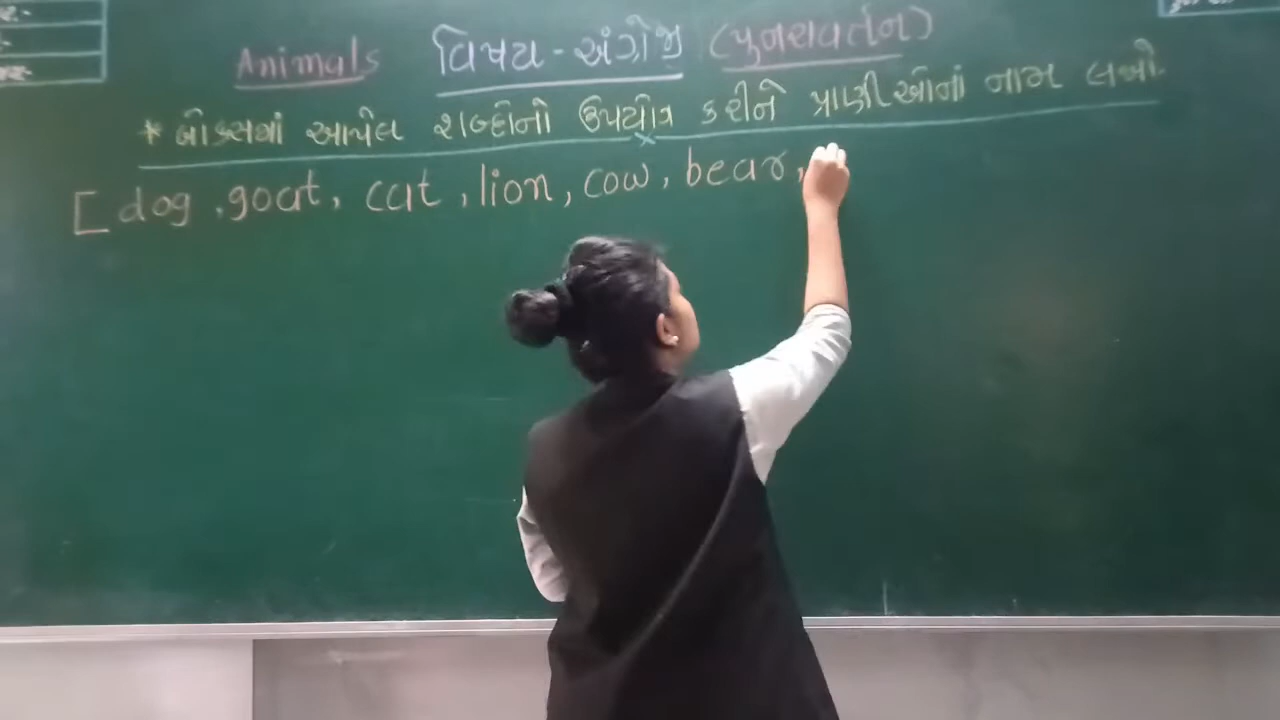 Animals વિષય - અંગ્રેજી (પુનરાવર્તન)
* બોક્સમાં આપેલ શબ્દોનો ઉપયોગ કરીને પ્રાણીઓનાં નામ લખો.
[ dog, goat, cat, lion, cow, bear,